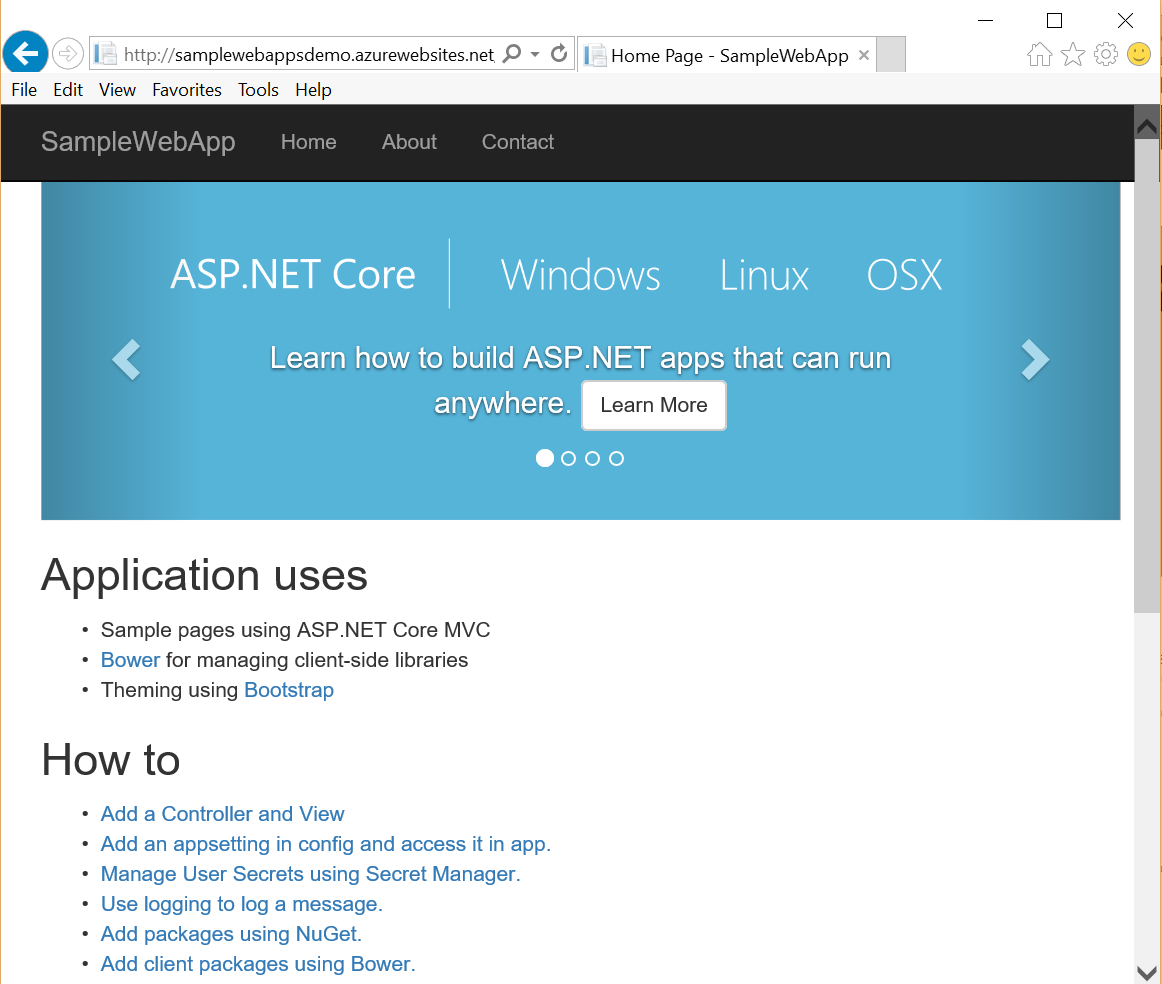 http://samplewebappsdemo.azurewebsites.net
Home Page - SampleWebApp
File Edit View Favorites Tools Help
SampleWebApp Home About Contact
ASP.NET Core Windows Linux OSX
Learn how to build ASP.NET apps that can run
anywhere. Learn More
Application uses
• Sample pages using ASP.NET Core MVC
• Bower for managing client-side libraries
• Theming using Bootstrap
How to
• Add a Controller and View
• Add an appsetting in config and access it in app.
• Manage User Secrets using Secret Manager.
• Use logging to log a message.
• Add packages using NuGet.
• Add client packages using Bower.